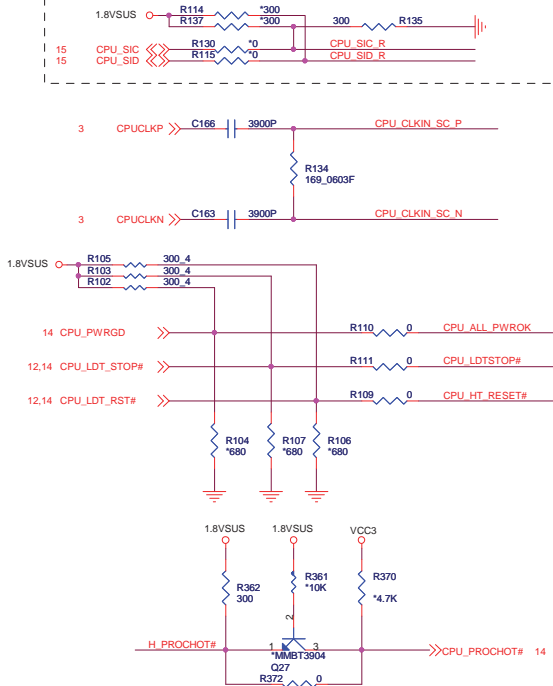 1.8VSUS R114 *300
R137 *300 300 R135
15 CPU_SIC R130 *0 CPU_SIC_R
15 CPU_SID R115 *0 CPU_SID_R
3 CPUCLKP C166 3900P CPU_CLKIN_SC_P
R134
169_0603F
3 CPUCLKN C163 3900P CPU_CLKIN_SC_N
1.8VSUS R105 300_4
R103 300_4
R102 300_4
14 CPU_PWRGD R110 0 CPU_ALL_PWROK
12,14 CPU_LDT_STOP# R111 0 CPU_LDTSTOP#
12,14 CPU_LDT_RST# R109 0 CPU_HT_RESET#
R104 R107 R106
*680 *680 *680
1.8VSUS 1.8VSUS VCC3
R362 R361 R370
300 *10K *4.7K
2
H_PROCHOT# 1 3 CPU_PROCHOT# 14
*MMBT3904
Q27
R372 0